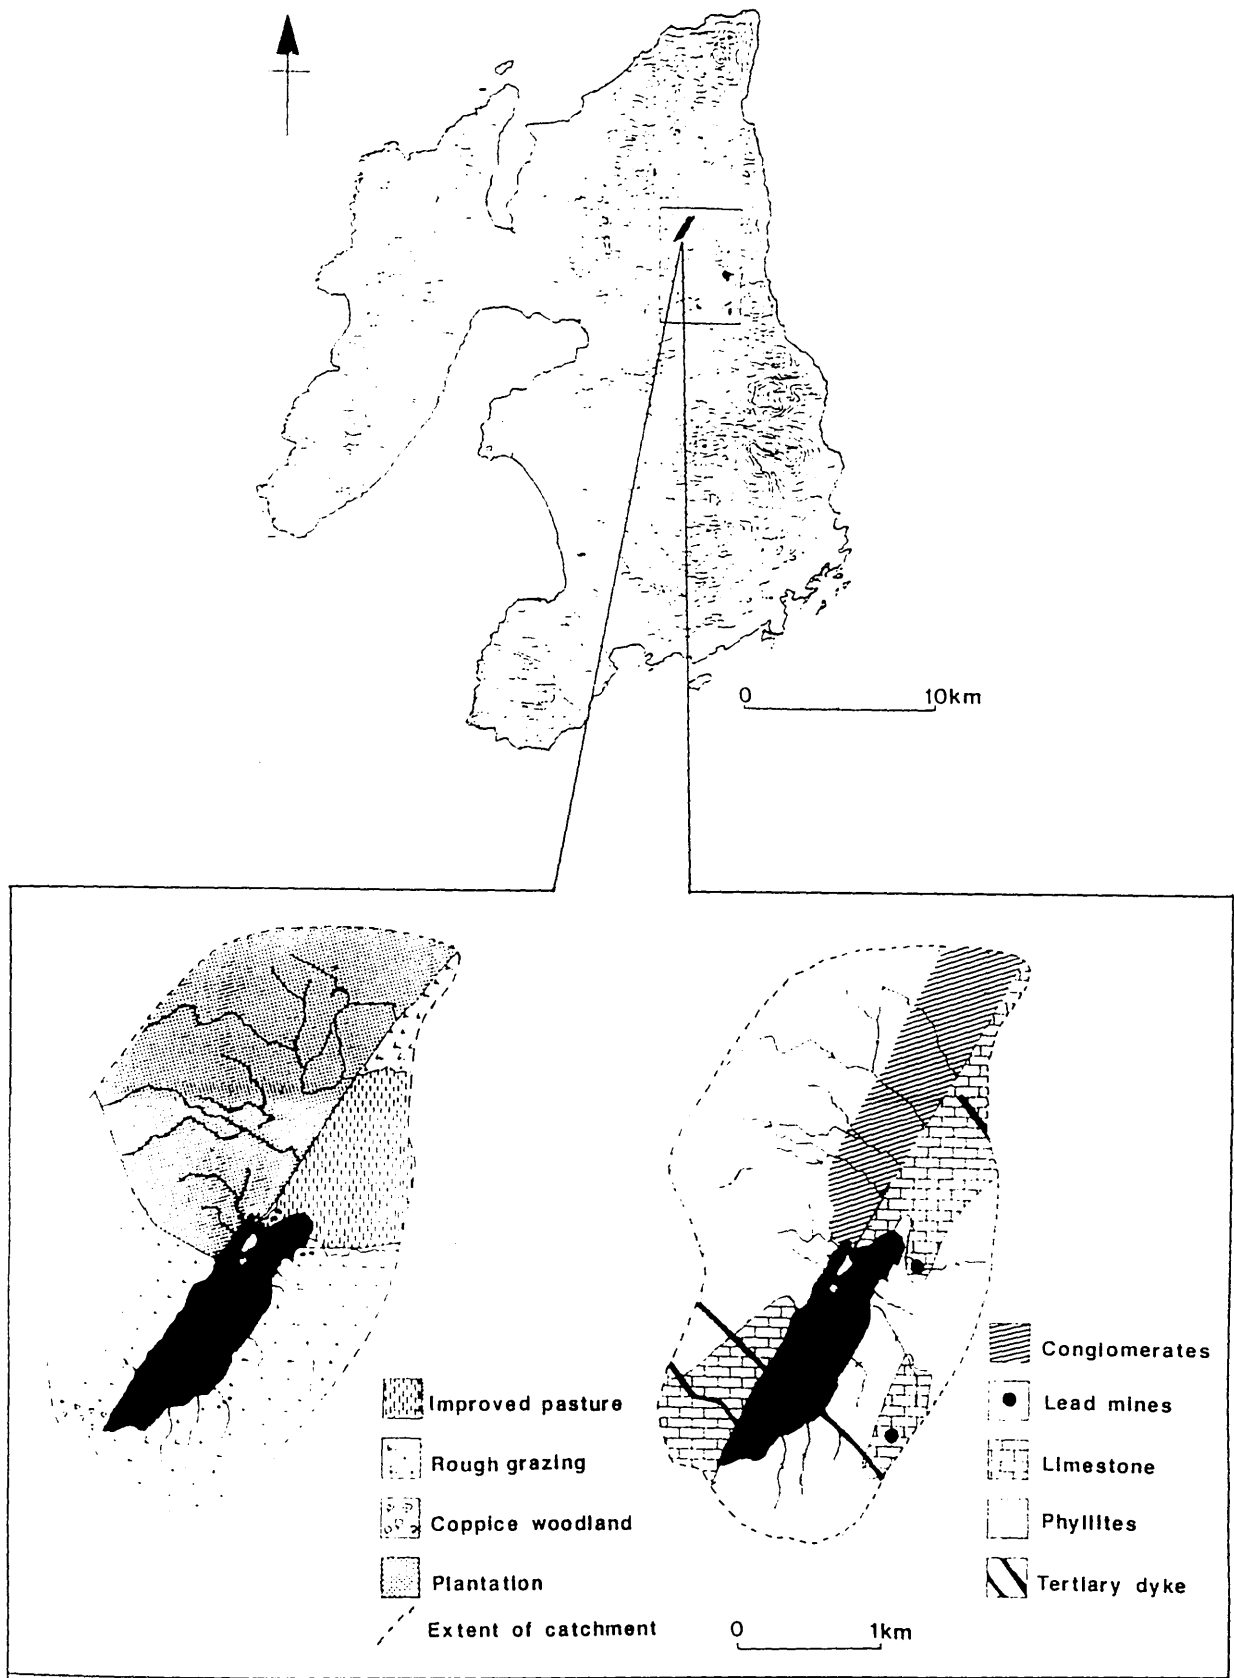 0 10km
Improved pasture
Rough grazing
Coppice woodland
Plantation
Extent of catchment
Conglomerates
Lead mines
Limestone
Phyllites
Tertiary dyke
0 1km